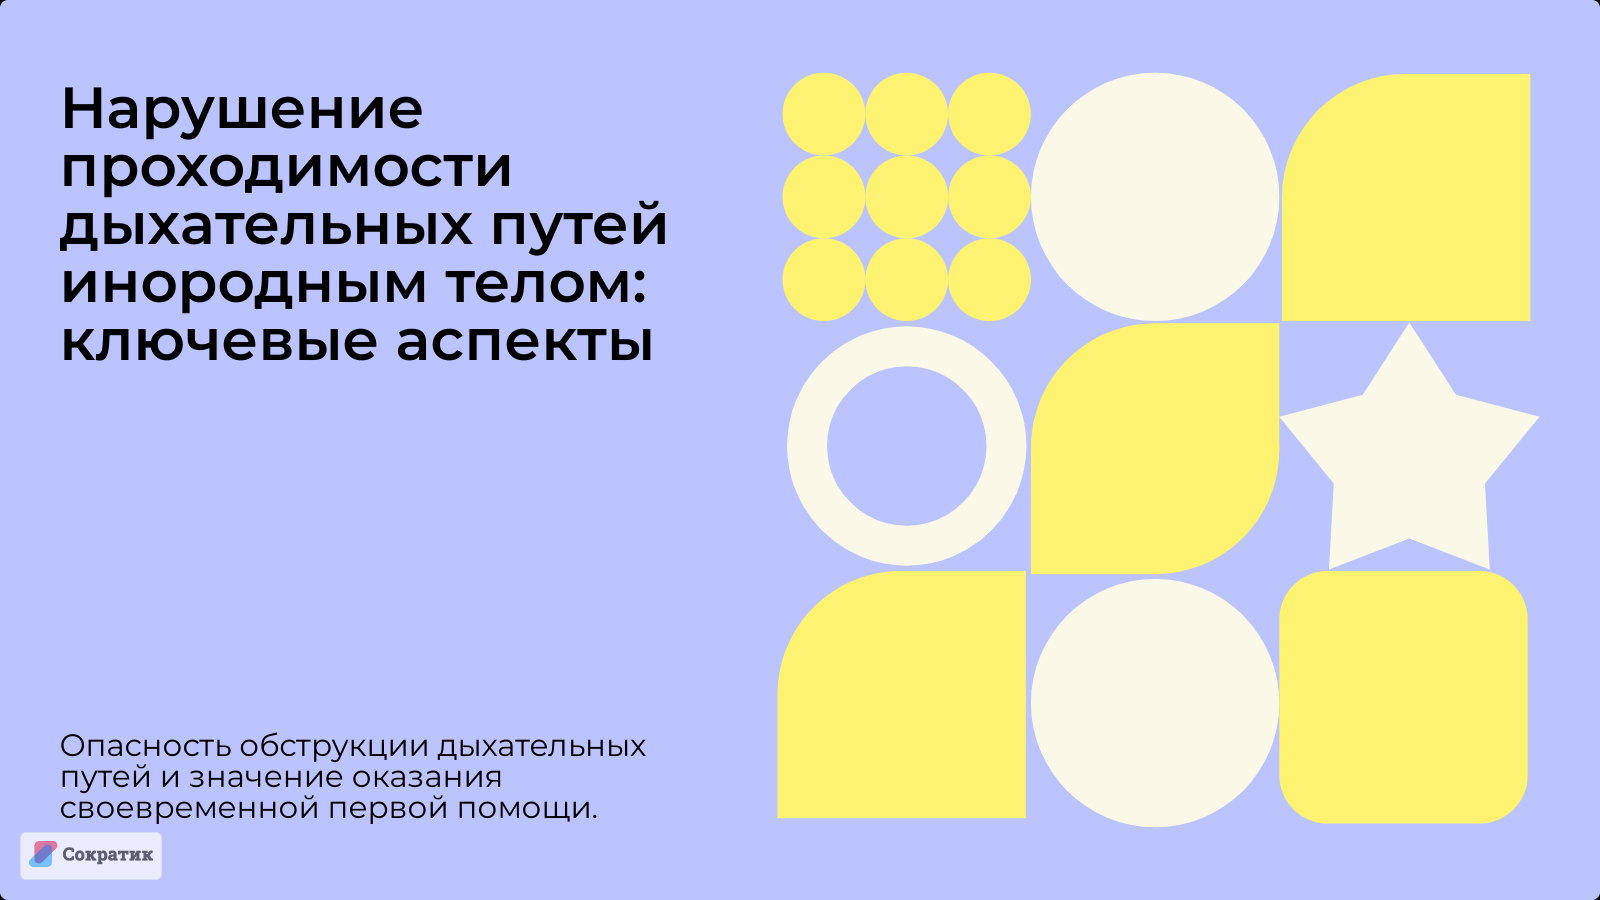 Нарушение
проходимости
дыхательных путей
инородным телом:
ключевые аспекты
Опасность обструкции дыхательных
путей и значение оказания
своевременной первой помощи.
Сократик